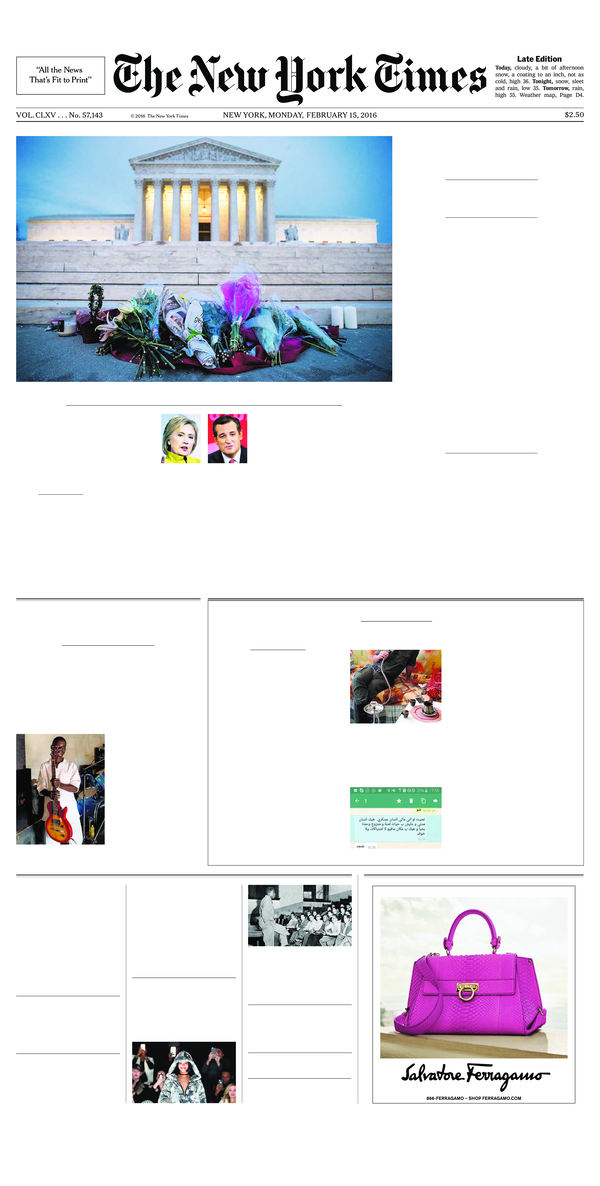 “All the News
That’s Fit to Print”
The New York Times
Late Edition
Today, cloudy, a bit of afternoon
snow, a coating to an inch, not as
cold, high 36. Tonight, snow, sleet
and rain, low 35. Tomorrow, rain,
high 55. Weather map, Page D4.
VOL. CLXV . . . No. 57,143
© 2016 The New York Times
NEW YORK, MONDAY, FEBRUARY 15, 2016
$2.50
Salvatore Ferragamo
866-FERRAGAMO – SHOP FERRAGAMO.COM